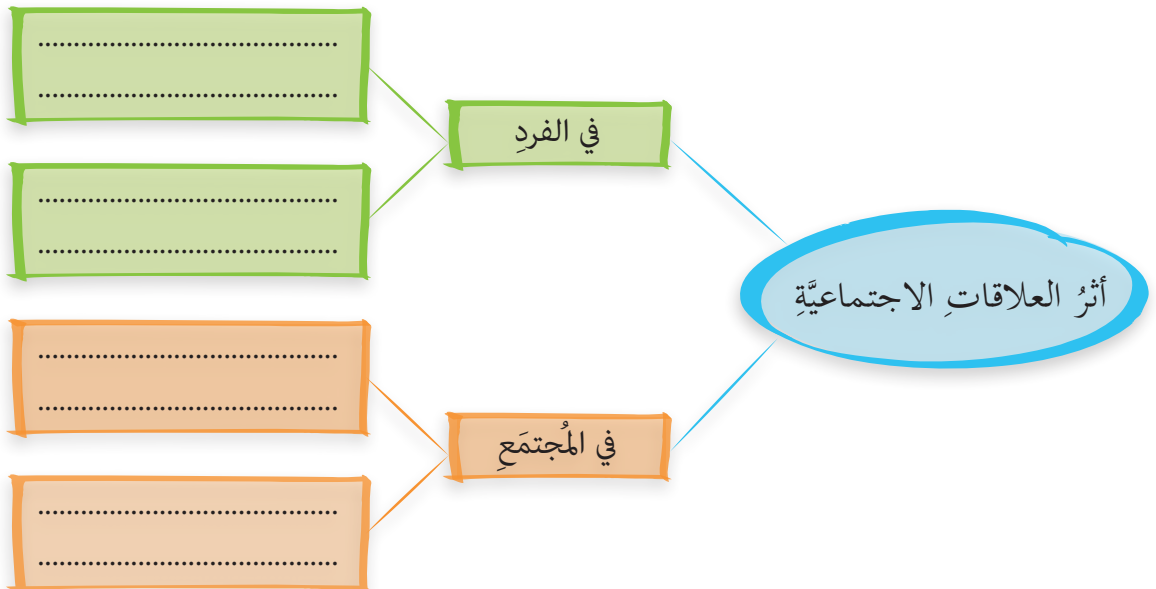 أثرُ العلاقاتِ الاجتماعيَّةِ
في الفردِ
في المُجتمَعِ